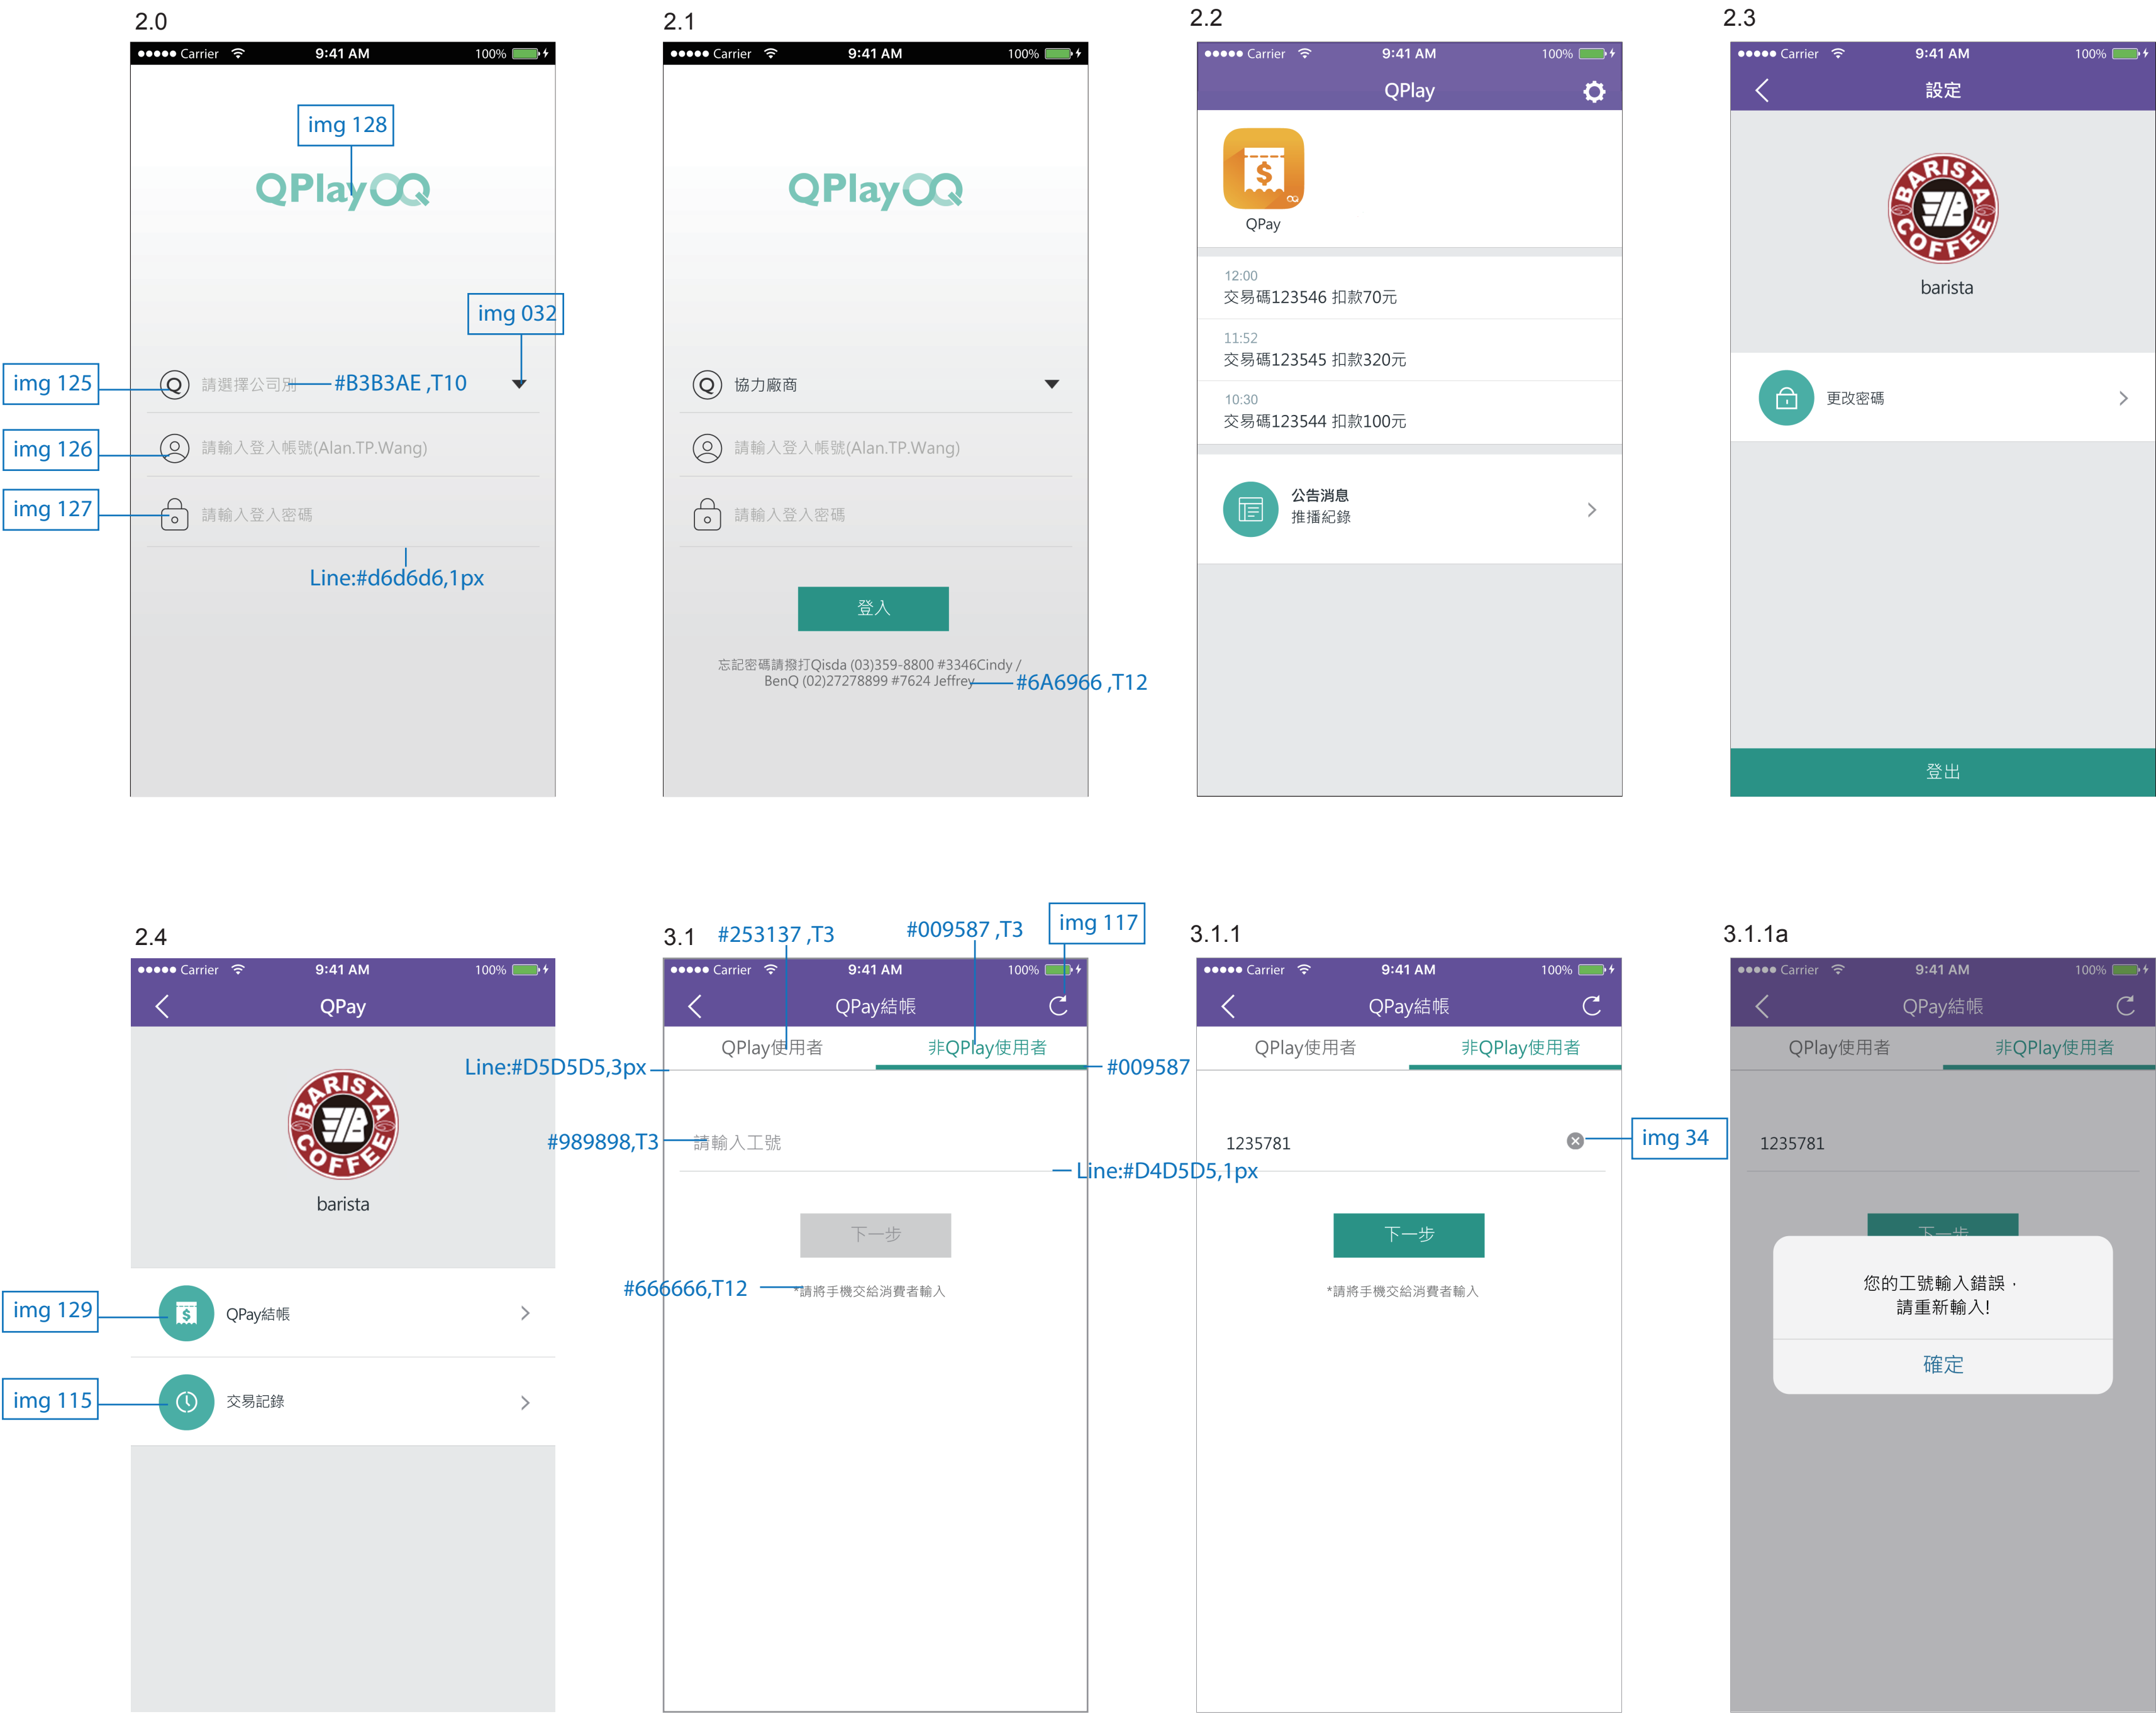 2.0
●●●●● Carrier 9:41 AM 100%
img 128
QPlay
img 032
img 125
請選擇公司別
#B3B3AE ,T10
img 126
請輸入登入帳號(Alan.TP.Wang)
img 127
請輸入登入密碼
Line:#d6d6d6,1px
2.1
●●●●● Carrier 9:41 AM 100%
QPlay
協力廠商
請輸入登入帳號(Alan.TP.Wang)
請輸入登入密碼
登入
忘記密碼請撥打Qisda (03)359-8800 #3346Cindy /
BenQ (02)27278899 #7624 Jeffrey
#6A6966 ,T12
2.2
●●●●● Carrier 9:41 AM 100%
QPlay
$
QPay
12:00
交易碼123546 扣款70元
11:52
交易碼123545 扣款320元
10:30
交易碼123544 扣款100元
公告消息
推播紀錄
2.3
●●●●● Carrier 9:41 AM 100%
設定
BARISTA
COFFEE
barista
更改密碼
登出
2.4
●●●●● Carrier 9:41 AM 100%
QPay
BARISTA
COFFEE
barista
img 129
$
QPay結帳
img 115
交易記錄
3.1
#253137 ,T3
#009587 ,T3
img 117
●●●●● Carrier 9:41 AM 100%
QPay結帳
QPlay使用者
非QPlay使用者
Line:#D5D5D5,3px
#009587
#989898,T3
請輸入工號
Line:#D4D5D5,1px
下一步
#666666,T12
*請將手機交給消費者輸入
3.1.1
●●●●● Carrier 9:41 AM 100%
QPay結帳
QPlay使用者
非QPlay使用者
1235781
img 34
下一步
*請將手機交給消費者輸入
3.1.1a
●●●●● Carrier 9:41 AM 100%
QPay結帳
QPlay使用者
非QPlay使用者
1235781
下一步
您的工號輸入錯誤，
請重新輸入!
確定